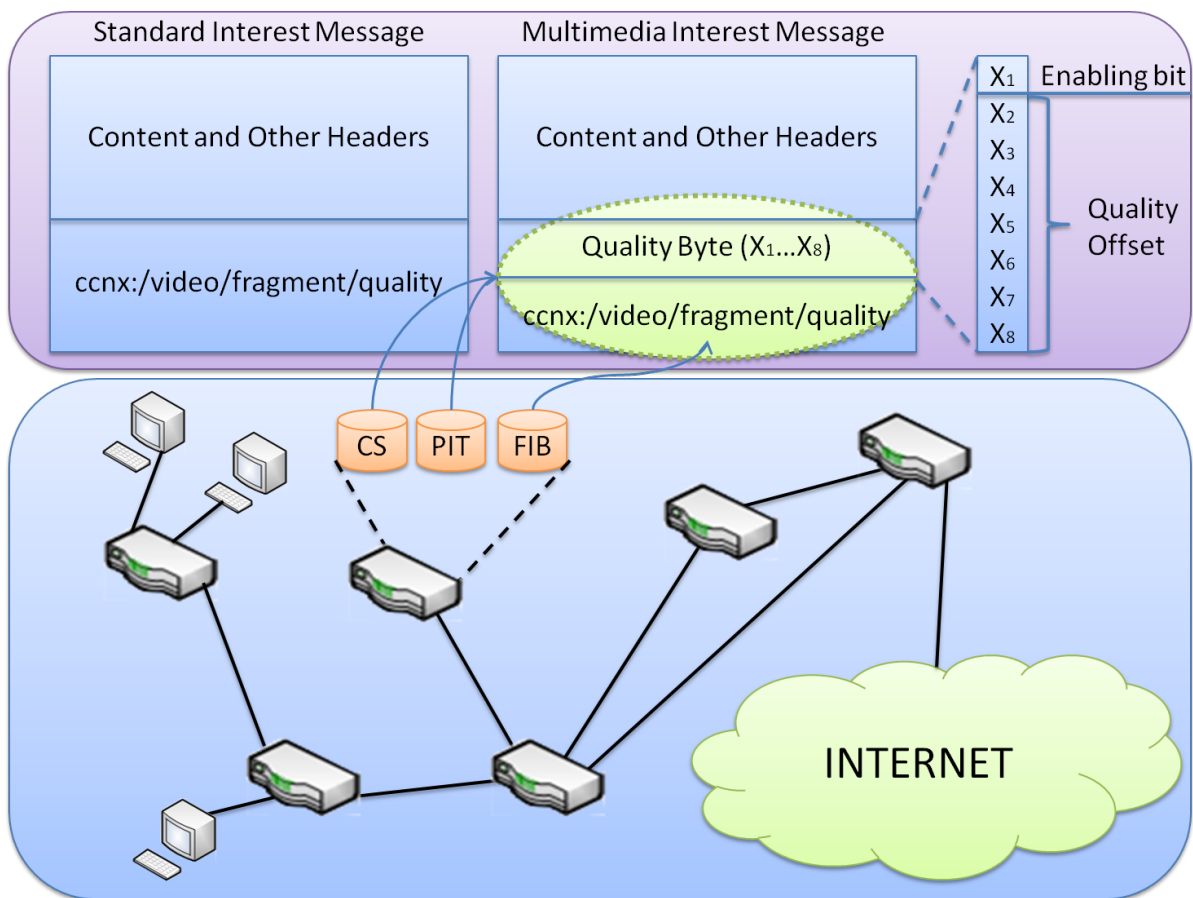 Standard Interest Message
Multimedia Interest Message
Content and Other Headers
Content and Other Headers
ccnx:/video/fragment/quality
Quality Byte (X1...X8)
ccnx:/video/fragment/quality
X1
Enabling bit
X2
X3
X4
X5
X6
X7
X8
Quality
Offset
CS
PIT
FIB
INTERNET